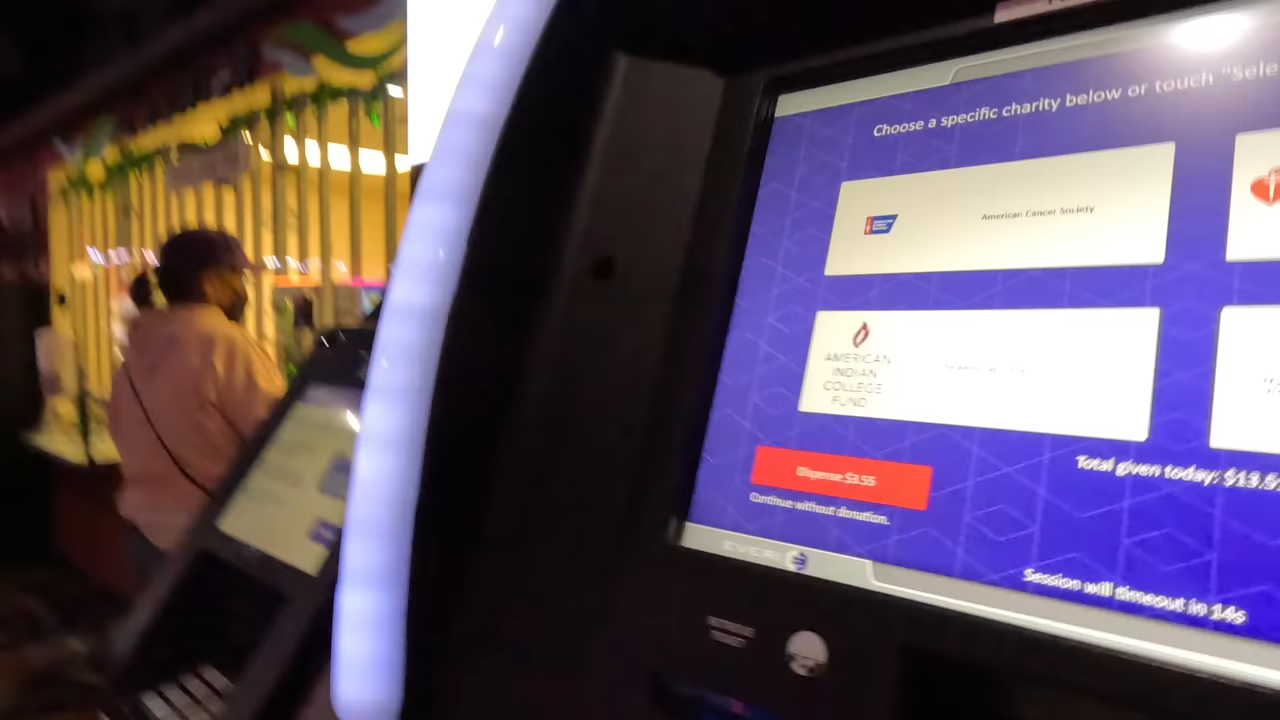 Choose a specific charity below or touch "Sele
American Cancer Society
AMERICAN
INDIAN
COLLEGE
FUND
Dispense $3.55
Continue without donation.
Total given today: $13.5
EVERI
Session will timeout in 14s